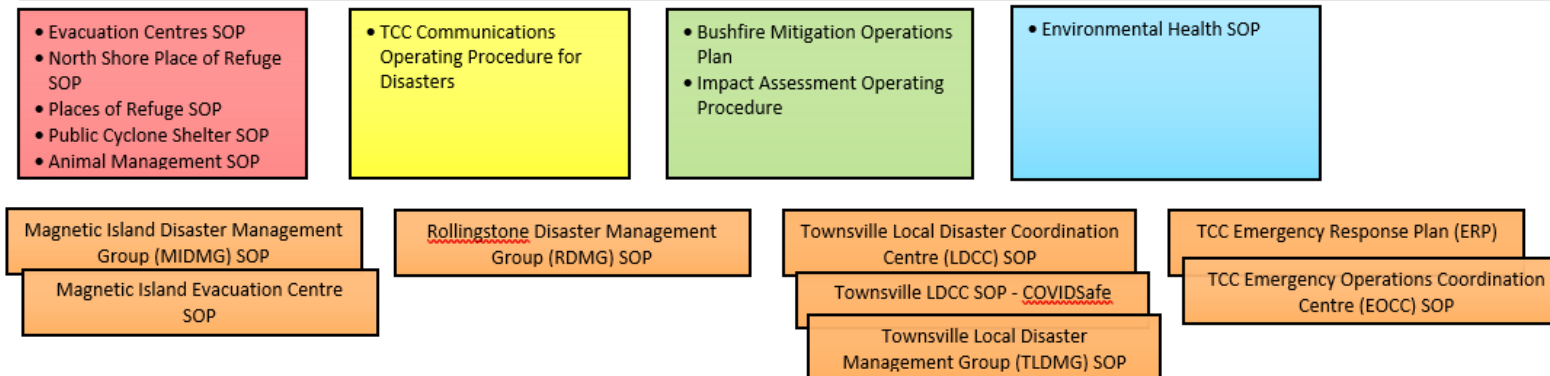 • Evacuation Centres SOP
• North Shore Place of Refuge
SOP
• Places of Refuge SOP
• Public Cyclone Shelter SOP
• Animal Management SOP
• TCC Communications
Operating Procedure for
Disasters
• Bushfire Mitigation Operations
Plan
• Impact Assessment Operating
Procedure
• Environmental Health SOP
Magnetic Island Disaster Management
Group (MIDMG) SOP
Magnetic Island Evacuation Centre
SOP
Rollingstone Disaster Management
Group (RDMG) SOP
Townsville Local Disaster Coordination
Centre (LDCC) SOP
Townsville LDCC SOP - COVIDSafe
Townsville Local Disaster
Management Group (TLDMG) SOP
TCC Emergency Response Plan (ERP)
TCC Emergency Operations Coordination
Centre (EOCC) SOP